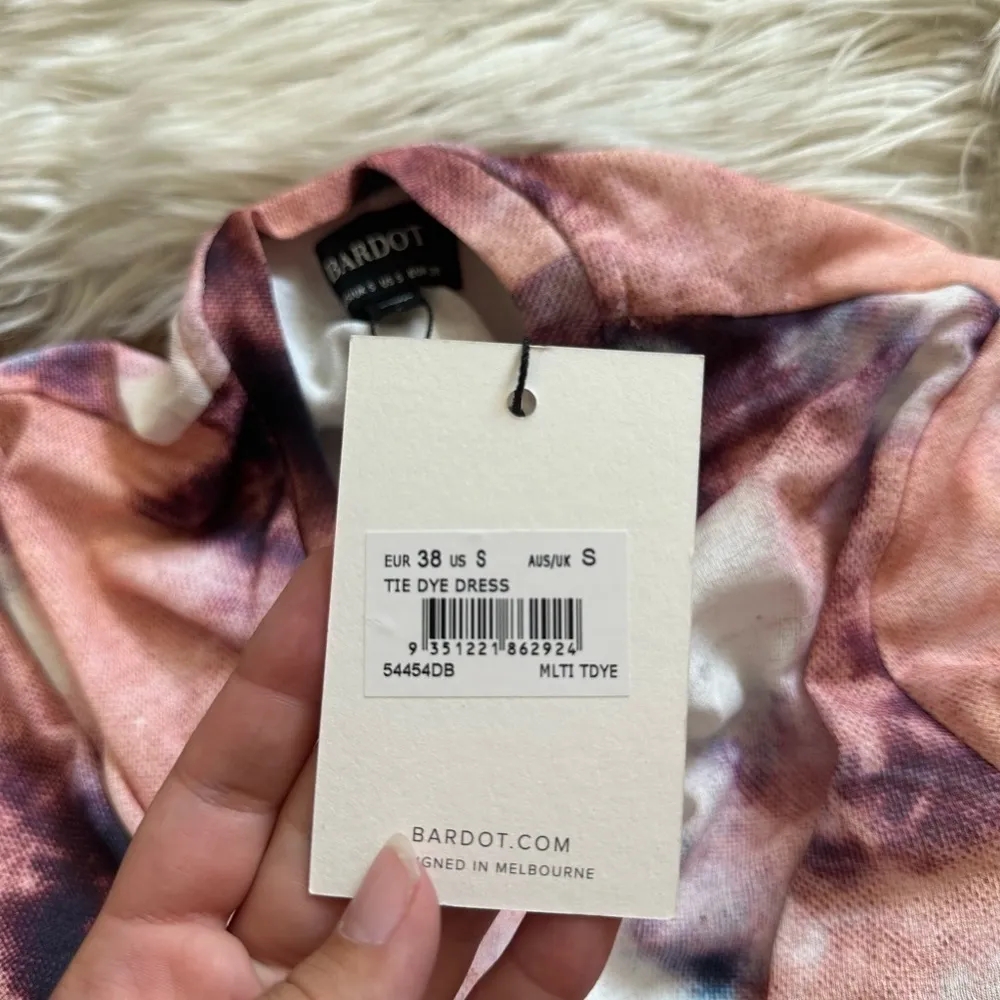 BARDOT
EUR 38 US S AUS/UK S
TIE DYE DRESS
9 351221 862924
54454DB MLTI TDYE
BARDOT.COM
IGNED IN MELBOURNE